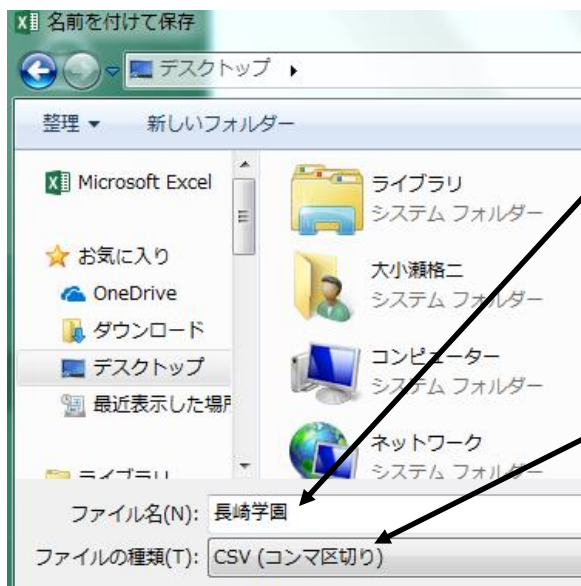 名前を付けて保存
デスクトップ
整理 新しいフォルダー
Microsoft Excel
お気に入り
OneDrive
ダウンロード
デスクトップ
最近表示した場所
ライブラリ
ライブラリ
システム フォルダー
大小瀬格二
システム フォルダー
コンピューター
システム フォルダー
ネットワーク
システム フォルダー
ファイル名(N): 長崎学園
ファイルの種類(T): CSV (コンマ区切り)